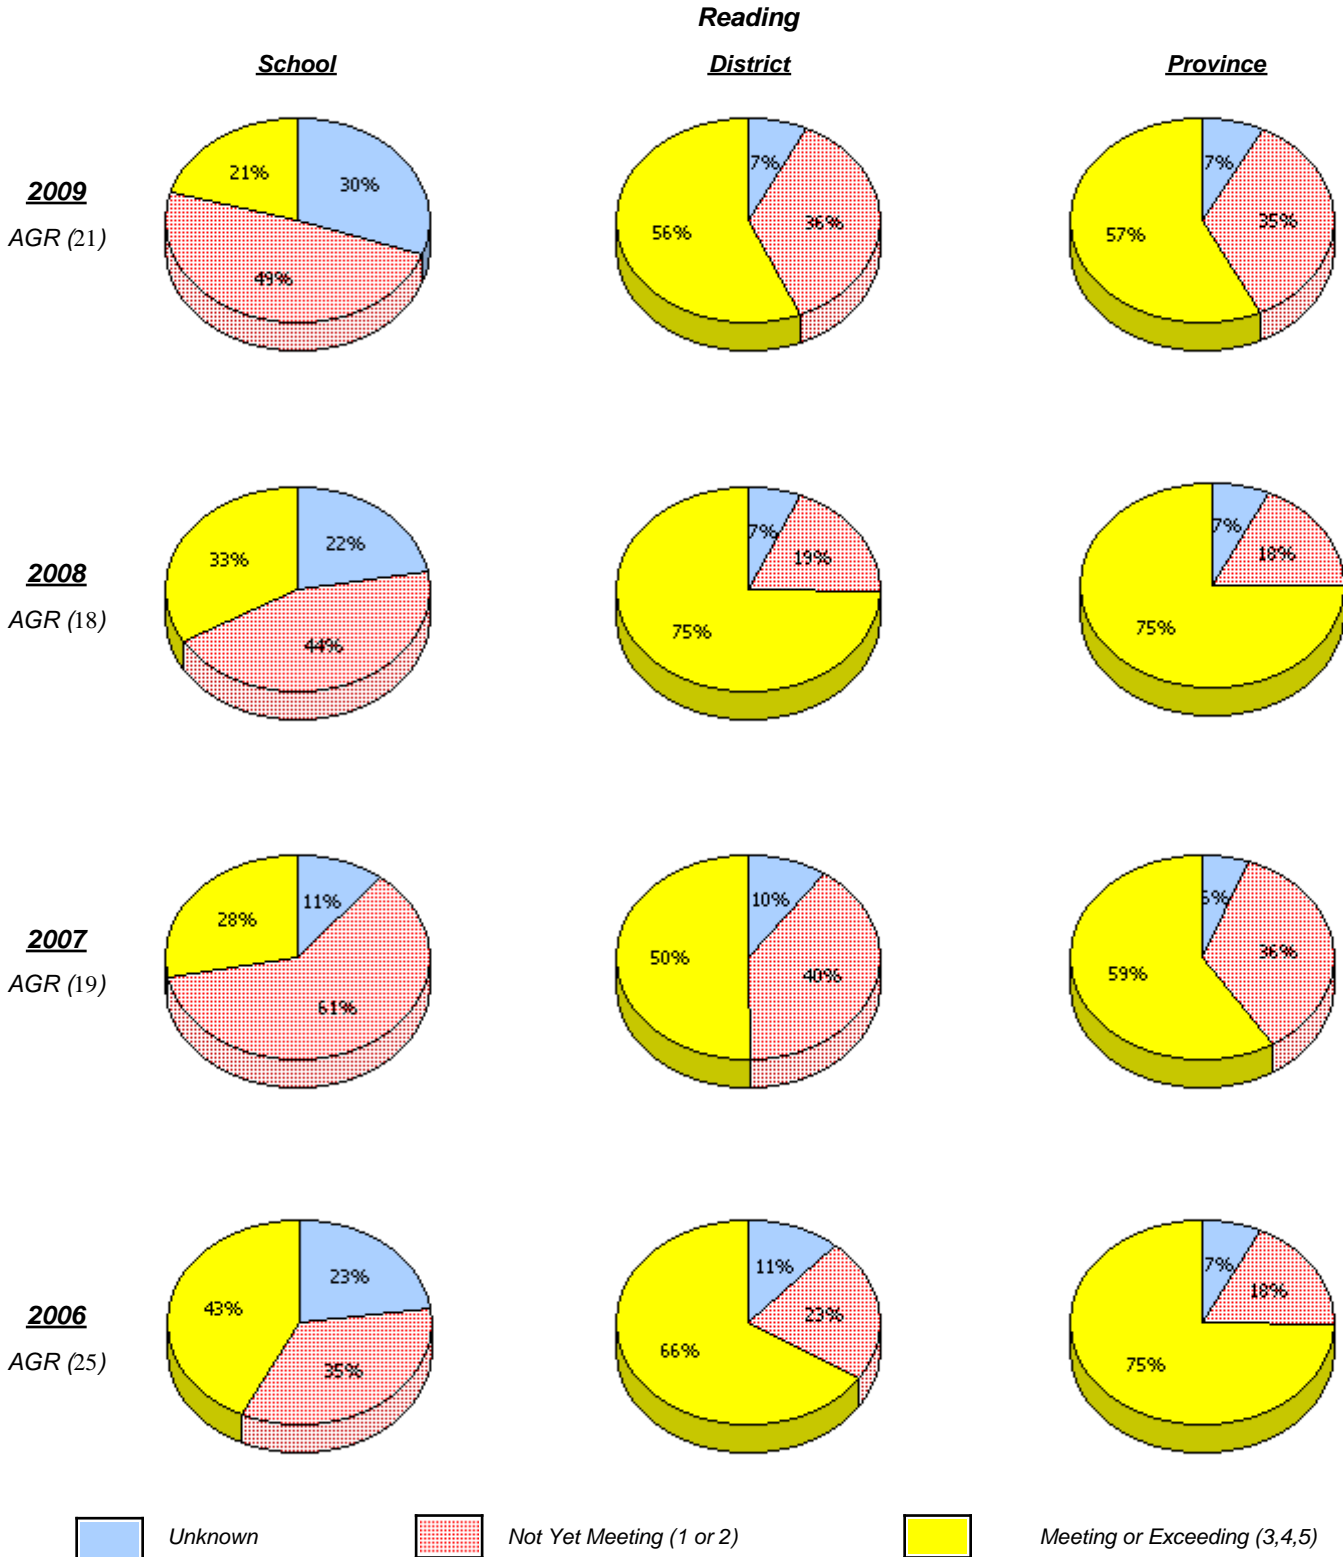 Reading
School District Province
2009
AGR (21)
21% 30% 49%
7% 36% 56%
7% 35% 57%
2008
AGR (18)
33% 22% 44%
7% 19% 75%
7% 18% 75%
2007
AGR (19)
28% 11% 61%
10% 40% 50%
36% 59%
2006
AGR (25)
43% 23% 35%
11% 23% 66%
7% 18% 75%
Unknown Not Yet Meeting (1 or 2) Meeting or Exceeding (3,4,5)